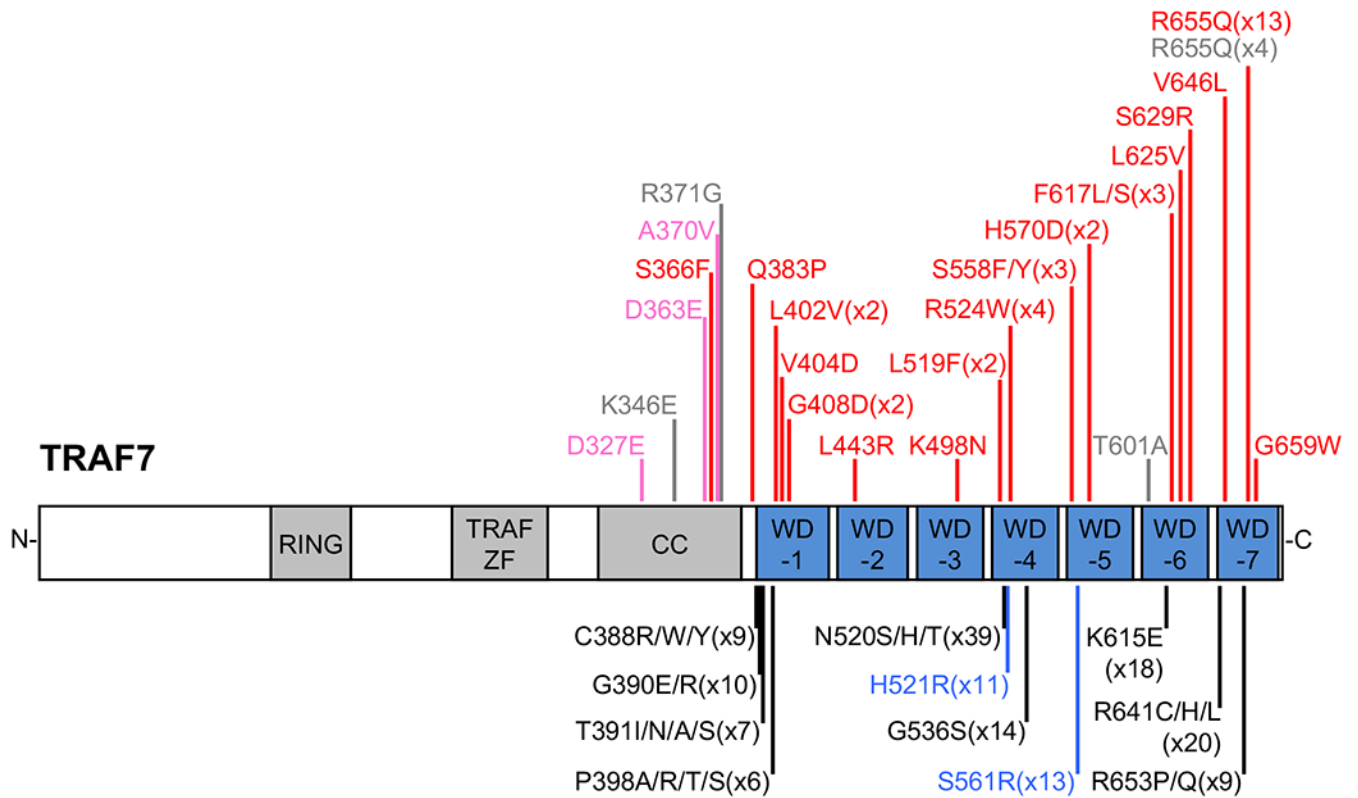 R655Q(x13)
R655Q(x4)
V646L
S629R
L625V
R371G
F617L/S(x3)
A370V
H570D(x2)
S366F
Q383P
S558F/Y(x3)
D363E
L402V(x2)
R524W(x4)
V404D
L519F(x2)
K346E
G408D(x2)
D327E
L443R
K498N
T601A
G659W
TRAF7
N-
RING
TRAF
ZF
CC
WD
-1
WD
-2
WD
-3
WD
-4
WD
-5
WD
-6
WD
-7
-C
C388R/W/Y(x9)
N520S/H/T(x39)
K615E
(x18)
G390E/R(x10)
H521R(x11)
R641C/H/L
(x20)
T391I/N/A/S(x7)
G536S(x14)
P398A/R/T/S(x6)
S561R(x13)
R653P/Q(x9)